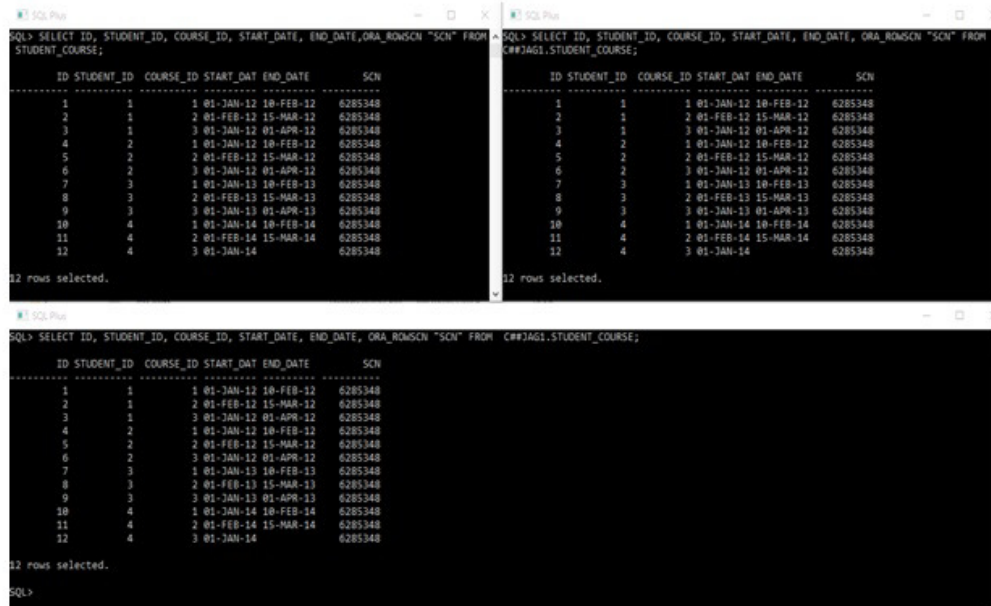 SQL Plus
SQL> SELECT ID, STUDENT_ID, COURSE_ID, START_DATE, END_DATE,ORA_ROWSCN "SCN" FROM
STUDENT_COURSE;
ID STUDENT_ID COURSE_ID START_DAT END_DATE SCN
---------- ---------- ---------- --------- --------- ----------
1 1 1 01-JAN-12 10-FEB-12 6285348
2 1 2 01-FEB-12 15-MAR-12 6285348
3 1 3 01-JAN-12 01-APR-12 6285348
4 2 1 01-JAN-12 10-FEB-12 6285348
5 2 2 01-FEB-12 15-MAR-12 6285348
6 2 3 01-JAN-12 01-APR-12 6285348
7 3 1 01-JAN-13 10-FEB-13 6285348
8 3 2 01-FEB-13 15-MAR-13 6285348
9 3 3 01-JAN-13 01-APR-13 6285348
10 4 1 01-JAN-14 10-FEB-14 6285348
11 4 2 01-FEB-14 15-MAR-14 6285348
12 4 3 01-JAN-14 6285348
12 rows selected.
SQL Plus
SQL> SELECT ID, STUDENT_ID, COURSE_ID, START_DATE, END_DATE, ORA_ROWSCN "SCN" FROM
C##JAG1.STUDENT_COURSE;
ID STUDENT_ID COURSE_ID START_DAT END_DATE SCN
---------- ---------- ---------- --------- --------- ----------
1 1 1 01-JAN-12 10-FEB-12 6285348
2 1 2 01-FEB-12 15-MAR-12 6285348
3 1 3 01-JAN-12 01-APR-12 6285348
4 2 1 01-JAN-12 10-FEB-12 6285348
5 2 2 01-FEB-12 15-MAR-12 6285348
6 2 3 01-JAN-12 01-APR-12 6285348
7 3 1 01-JAN-13 10-FEB-13 6285348
8 3 2 01-FEB-13 15-MAR-13 6285348
9 3 3 01-JAN-13 01-APR-13 6285348
10 4 1 01-JAN-14 10-FEB-14 6285348
11 4 2 01-FEB-14 15-MAR-14 6285348
12 4 3 01-JAN-14 6285348
12 rows selected.
SQL Plus
SQL> SELECT ID, STUDENT_ID, COURSE_ID, START_DATE, END_DATE, ORA_ROWSCN "SCN" FROM C##JAG1.STUDENT_COURSE;
ID STUDENT_ID COURSE_ID START_DAT END_DATE SCN
---------- ---------- ---------- --------- --------- ----------
1 1 1 01-JAN-12 10-FEB-12 6285348
2 1 2 01-FEB-12 15-MAR-12 6285348
3 1 3 01-JAN-12 01-APR-12 6285348
4 2 1 01-JAN-12 10-FEB-12 6285348
5 2 2 01-FEB-12 15-MAR-12 6285348
6 2 3 01-JAN-12 01-APR-12 6285348
7 3 1 01-JAN-13 10-FEB-13 6285348
8 3 2 01-FEB-13 15-MAR-13 6285348
9 3 3 01-JAN-13 01-APR-13 6285348
10 4 1 01-JAN-14 10-FEB-14 6285348
11 4 2 01-FEB-14 15-MAR-14 6285348
12 4 3 01-JAN-14 6285348
12 rows selected.
SQL>